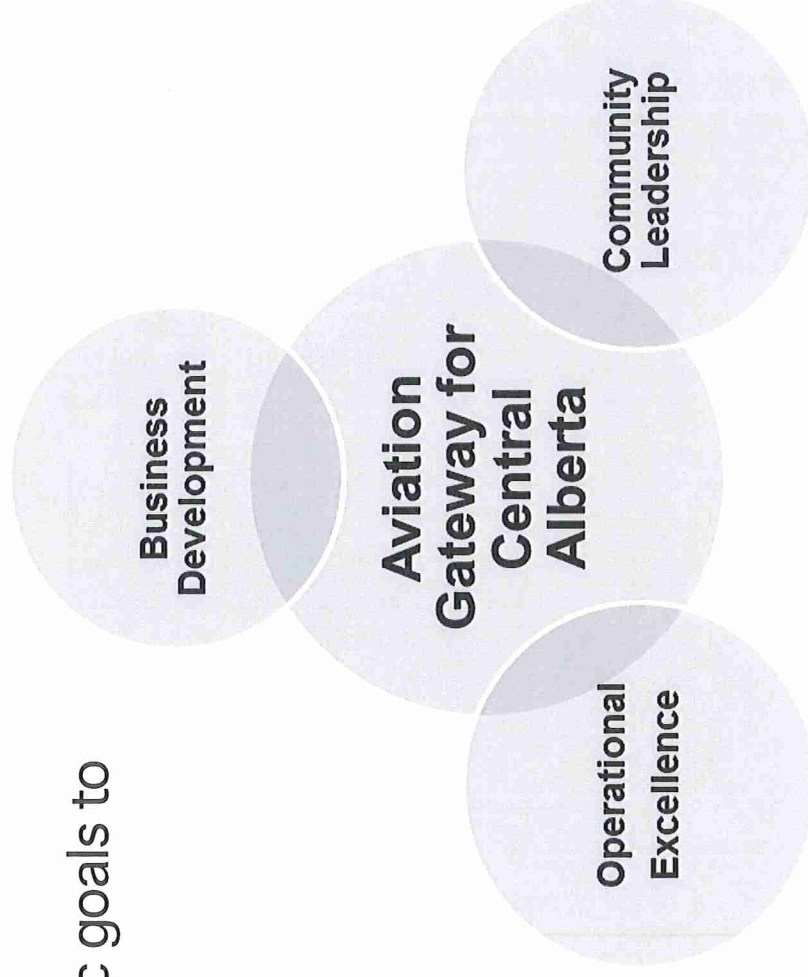 c goals to
Business
Development
Aviation
Gateway for
Central
Alberta
Operational
Excellence
Community
Leadership